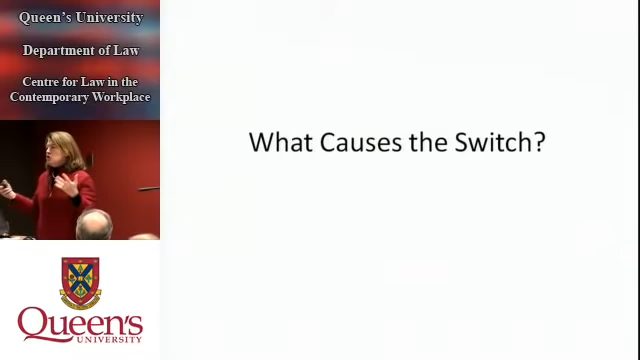 Queen's University
Department of Law
Centre for Law in the
Contemporary Workplace
What Causes the Switch?
Queen's
UNIVERSITY